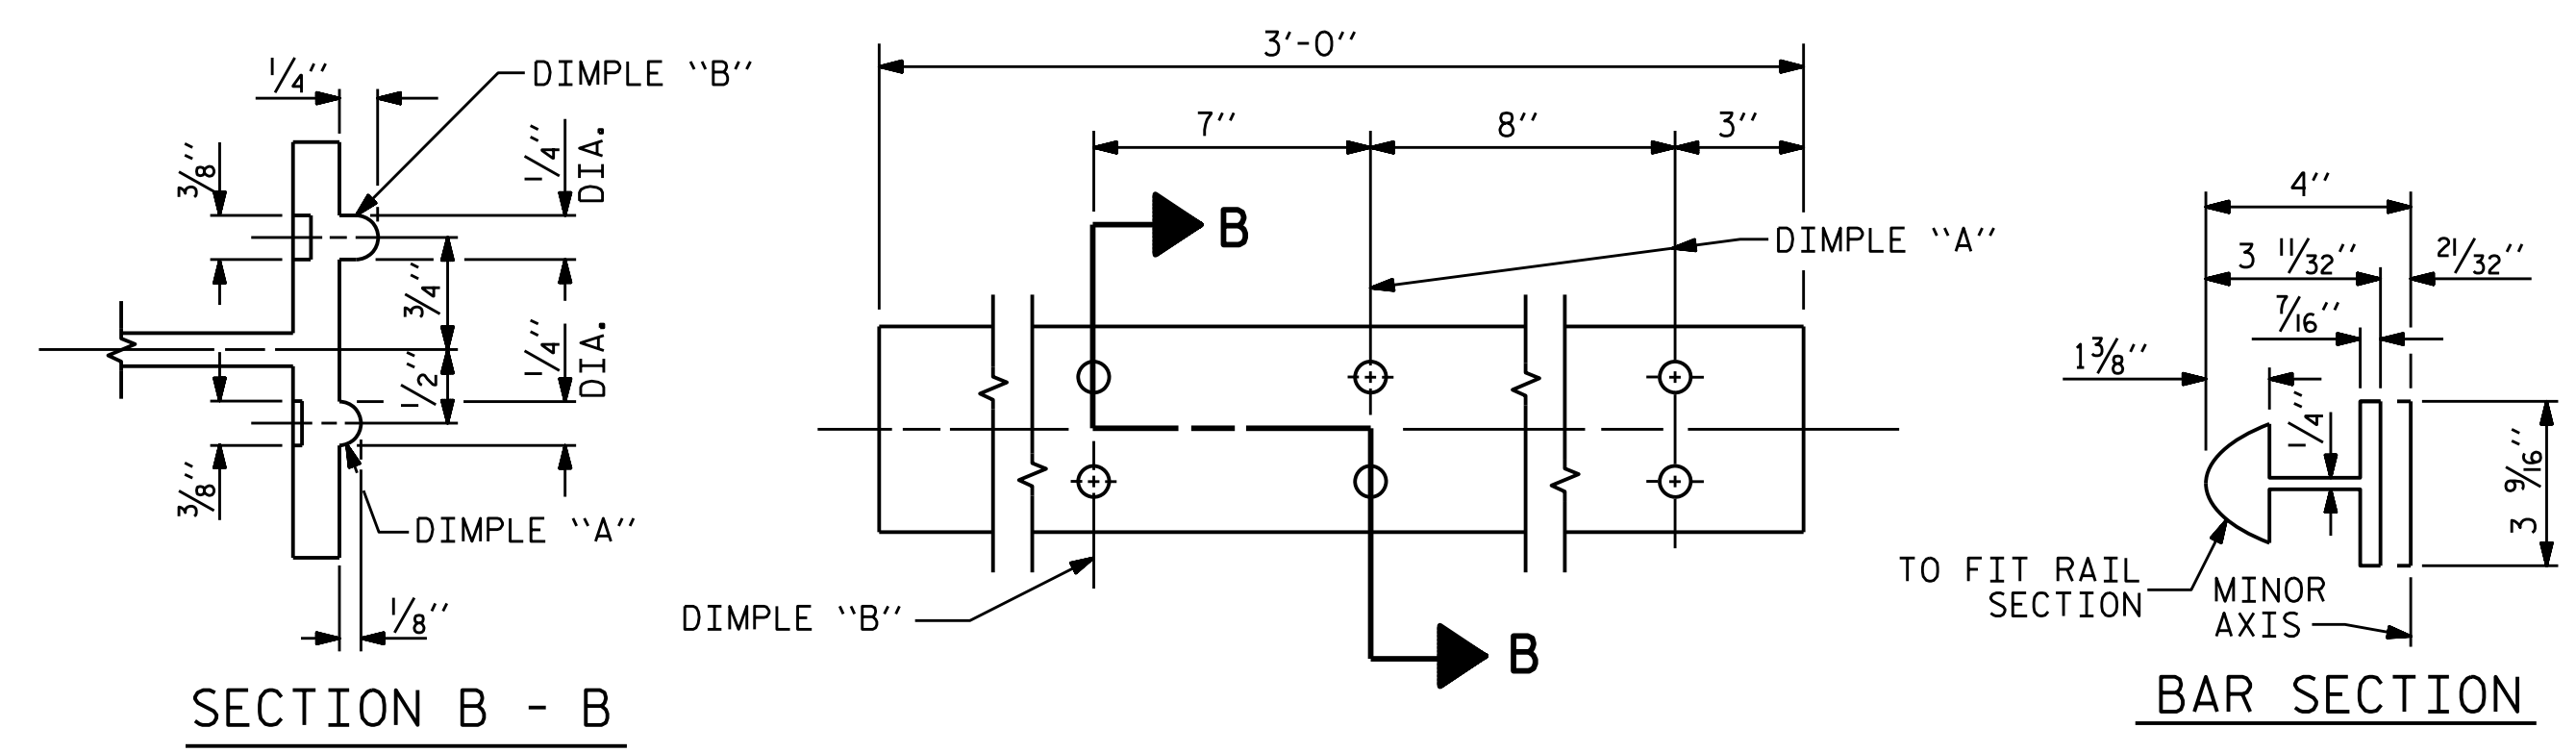 1/4"
DIMPLE "B"
3/8"
1/4"
DIA.
3/4"
1/2"
1/4"
DIA.
3/8"
DIMPLE "A"
1/8"
SECTION B - B
3'-0"
7"
8"
3"
B
DIMPLE "A"
DIMPLE "B"
B
4"
3 11/32"
21/32"
7/16"
1 3/8"
1/4"
3 9/16"
TO FIT RAIL
SECTION
MINOR
AXIS
BAR SECTION